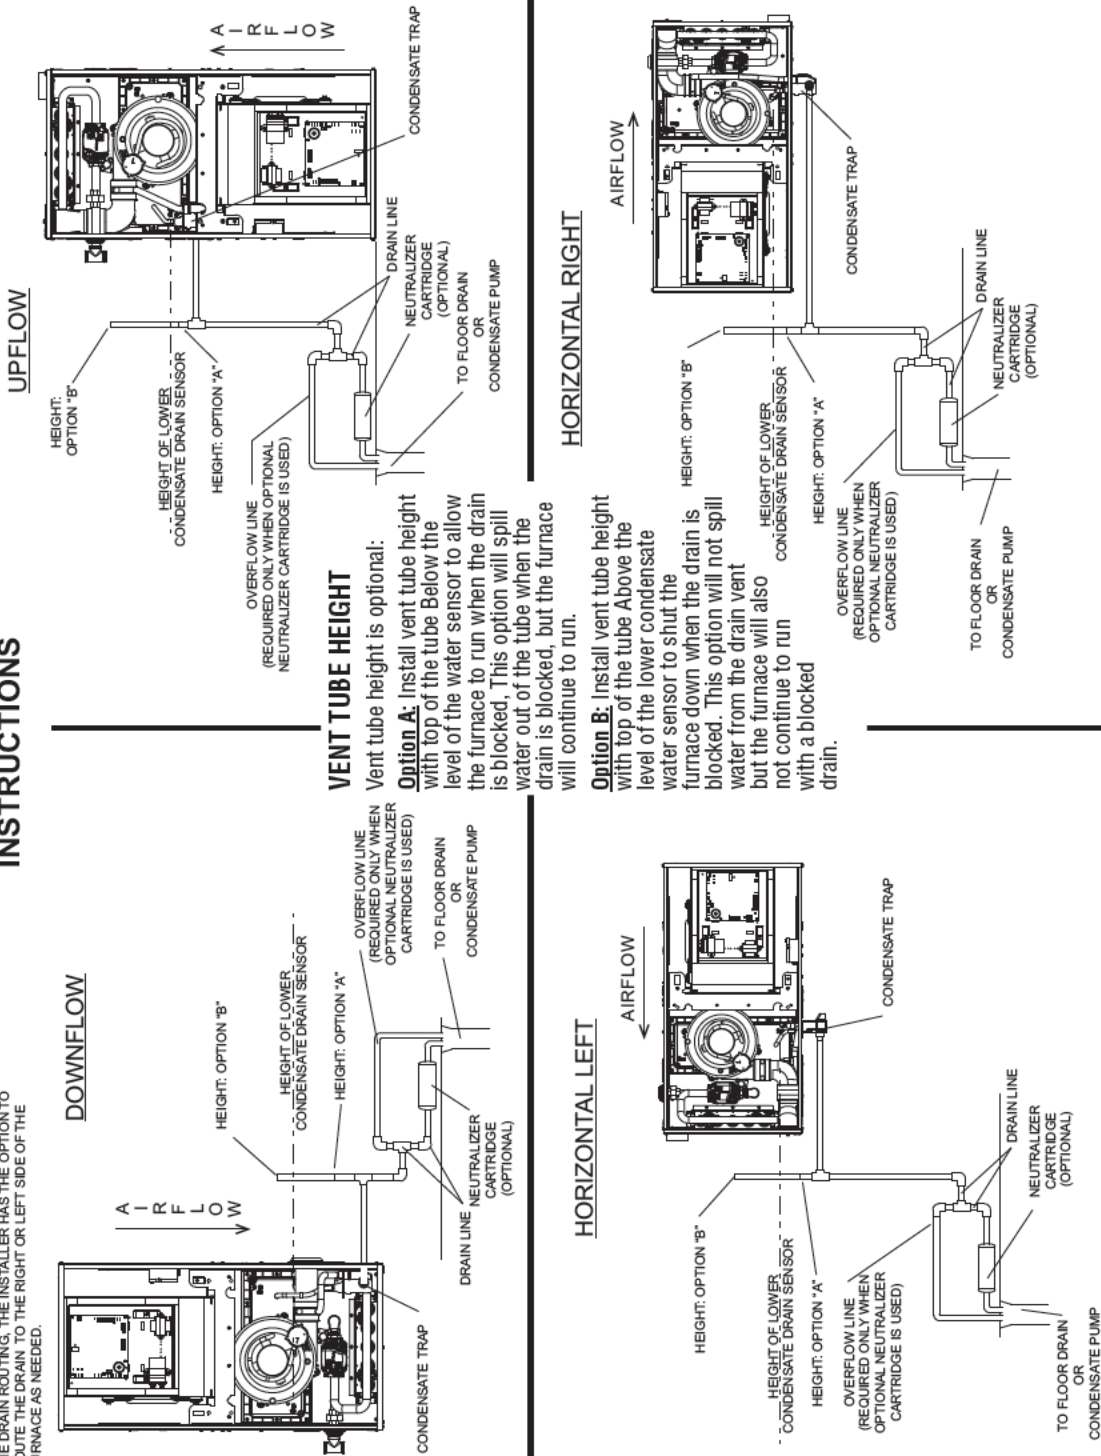 INSTRUCTIONS
DRAIN ROUTING, THE INSTALLER HAS THE OPTION TO
THE DRAIN TO THE RIGHT OR LEFT SIDE OF THE
AS NEEDED.
DOWNFLOW
AIRFLOW
HEIGHT: OPTION "B"
HEIGHT OF LOWER
CONDENSATE DRAIN SENSOR
HEIGHT: OPTION "A"
OVERFLOW LINE
(REQUIRED ONLY WHEN
OPTIONAL NEUTRALIZER
CARTRIDGE IS USED)
TO FLOOR DRAIN
OR
CONDENSATE PUMP
DRAIN LINE
NEUTRALIZER
CARTRIDGE
(OPTIONAL)
CONDENSATE TRAP
UPFLOW
AIRFLOW
HEIGHT:
OPTION "B"
HEIGHT OF LOWER
CONDENSATE DRAIN SENSOR
HEIGHT: OPTION "A"
OVERFLOW LINE
(REQUIRED ONLY WHEN OPTIONAL
NEUTRALIZER CARTRIDGE IS USED)
CONDENSATE TRAP
DRAIN LINE
NEUTRALIZER
CARTRIDGE
(OPTIONAL)
TO FLOOR DRAIN
OR
CONDENSATE PUMP
VENT TUBE HEIGHT
Vent tube height is optional:
Option A: Install vent tube height
with top of the tube Below the
level of the water sensor to allow
the furnace to run when the drain
is blocked, This option will spill
water out of the tube when the
drain is blocked, but the furnace
will continue to run.
Option B: Install vent tube height
with top of the tube Above the
level of the lower condensate
water sensor to shut the
furnace down when the drain is
blocked. This option will not spill
water from the drain vent
but the furnace will also
not continue to run
with a blocked
drain.
HORIZONTAL LEFT
AIRFLOW
HEIGHT: OPTION "B"
HEIGHT OF LOWER
CONDENSATE DRAIN SENSOR
HEIGHT: OPTION "A"
OVERFLOW LINE
(REQUIRED ONLY WHEN
OPTIONAL NEUTRALIZER
CARTRIDGE IS USED)
CONDENSATE TRAP
DRAIN LINE
NEUTRALIZER
CARTRIDGE
(OPTIONAL)
TO FLOOR DRAIN
OR
CONDENSATE PUMP
HORIZONTAL RIGHT
AIRFLOW
HEIGHT: OPTION "B"
HEIGHT OF LOWER
CONDENSATE DRAIN SENSOR
HEIGHT: OPTION "A"
OVERFLOW LINE
(REQUIRED ONLY WHEN
OPTIONAL NEUTRALIZER
CARTRIDGE IS USED)
CONDENSATE TRAP
DRAIN LINE
NEUTRALIZER
CARTRIDGE
(OPTIONAL)
TO FLOOR DRAIN
OR
CONDENSATE PUMP